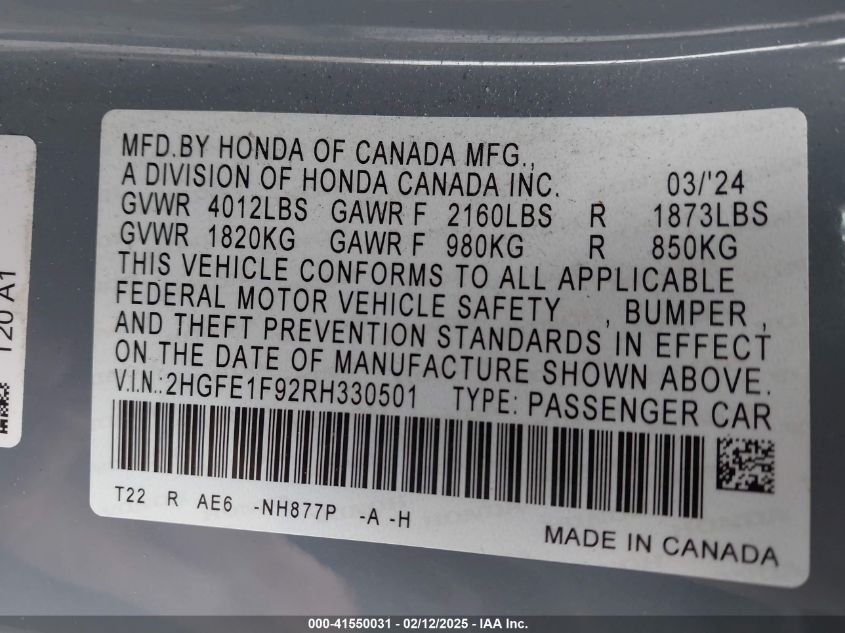 MFD.BY HONDA OF CANADA MFG.,
A DIVISION OF HONDA CANADA INC. 03/'24
GVWR 4012LBS GAWR F 2160LBS R 1873LBS
GVWR 1820KG GAWR F 980KG R 850KG
THIS VEHICLE CONFORMS TO ALL APPLICABLE
FEDERAL MOTOR VEHICLE SAFETY , BUMPER ,
AND THEFT PREVENTION STANDARDS IN EFFECT
ON THE DATE OF MANUFACTURE SHOWN ABOVE.
V.I.N.:2HGFE1F92RH330501 TYPE: PASSENGER CAR
T22 R AE6 -NH877P -A -H
MADE IN CANADA
T20 A1
000-41550031 - 02/12/2025 - IAA Inc.